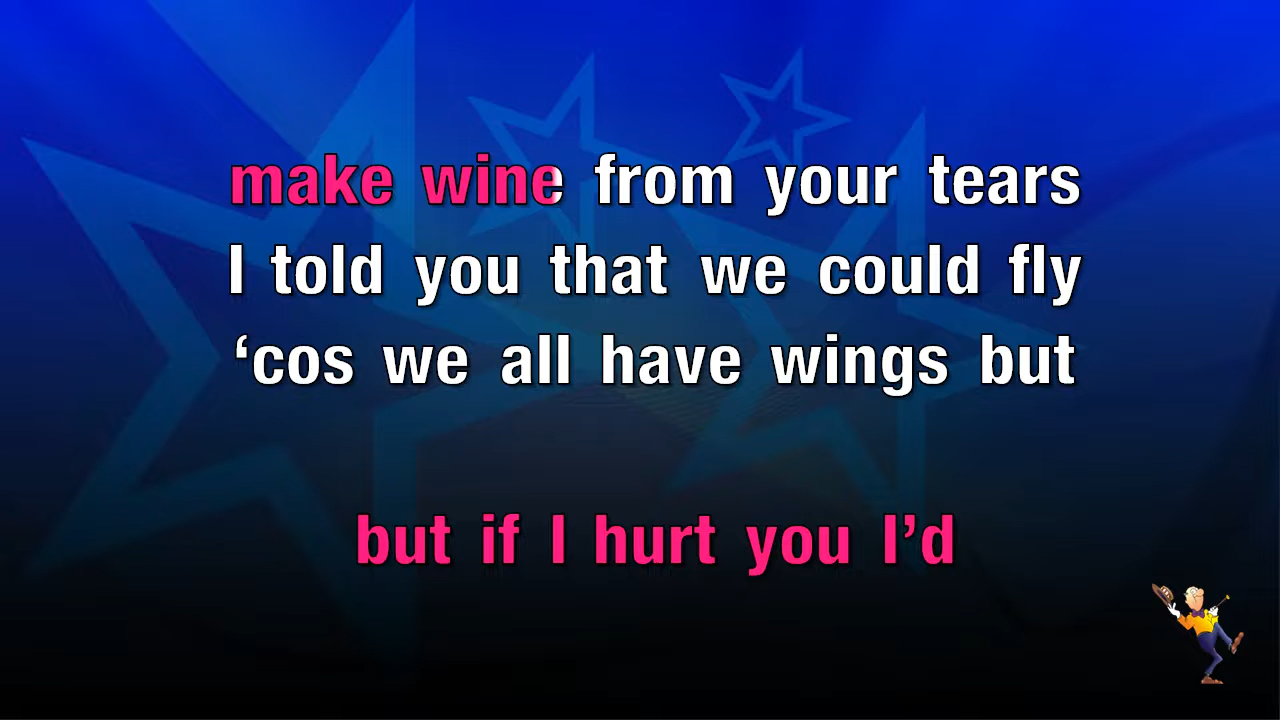 make wine from your tears
I told you that we could fly
‘cos we all have wings but
but if I hurt you I’d